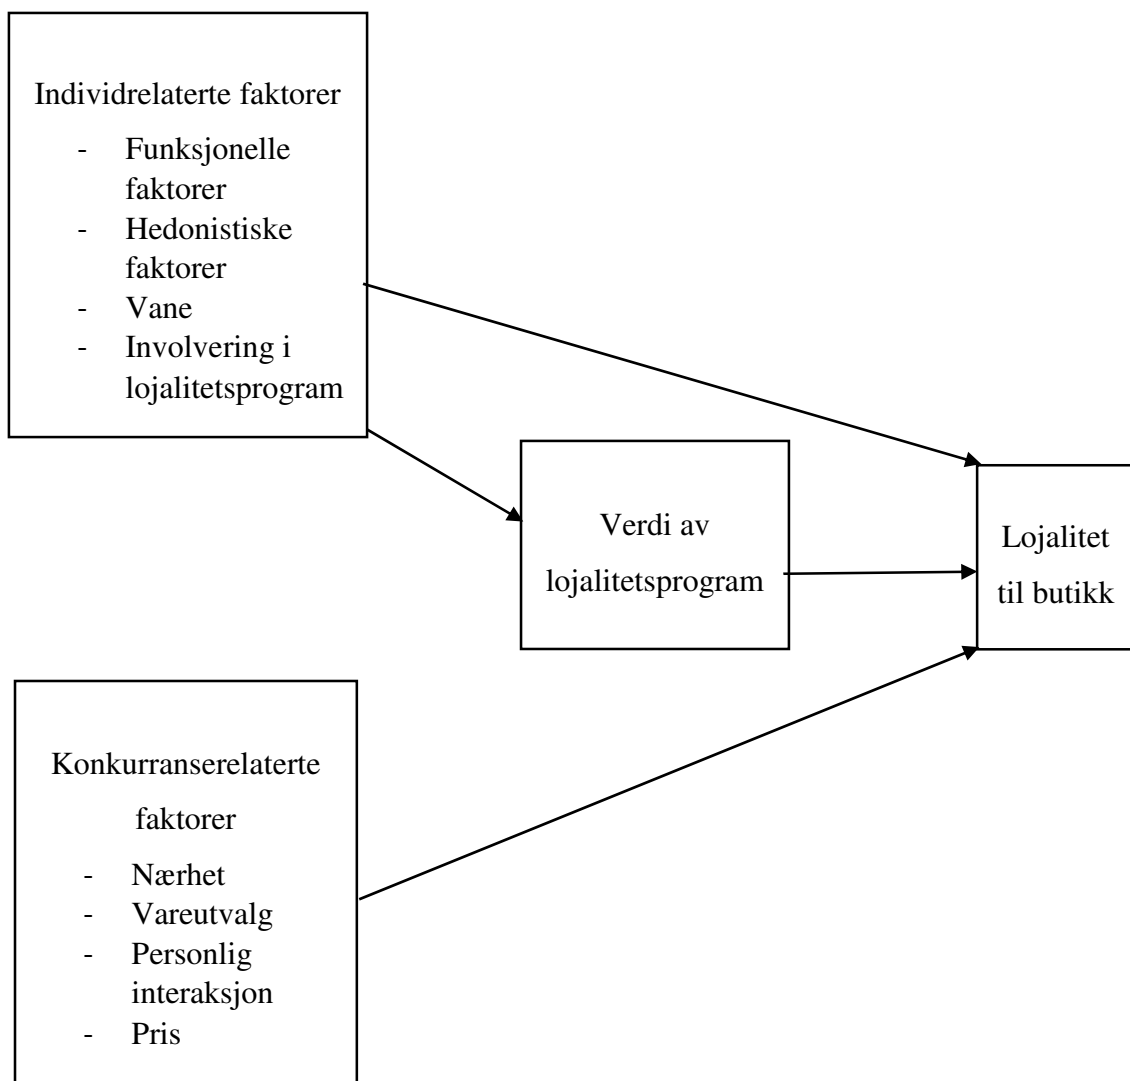 Individrelaterte faktorer
- Funksjonelle
faktorer
- Hedonistiske
faktorer
- Vane
- Involvering i
lojalitetsprogram
Verdi av
lojalitetsprogram
Lojalitet
til butikk
Konkurranserelaterte
faktorer
- Nærhet
- Vareutvalg
- Personlig
interaksjon
- Pris